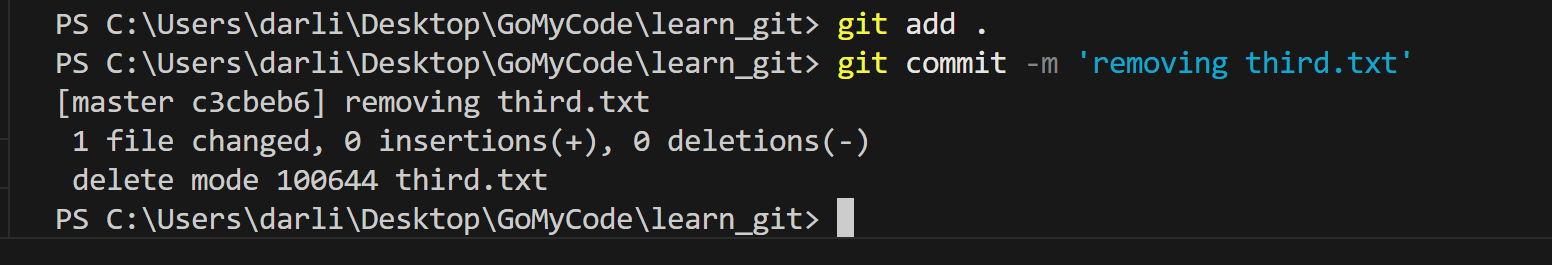 PS C:\Users\darli\Desktop\GoMyCode\learn_git> git add .
PS C:\Users\darli\Desktop\GoMyCode\learn_git> git commit -m 'removing third.txt'
[master c3cbeb6] removing third.txt
 1 file changed, 0 insertions(+), 0 deletions(-)
 delete mode 100644 third.txt
PS C:\Users\darli\Desktop\GoMyCode\learn_git>